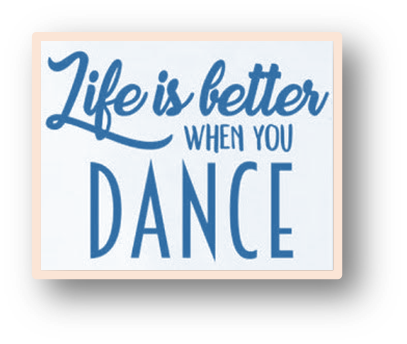 Life is better
WHEN YOU
DANCE